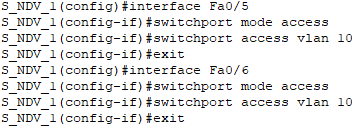 S_NDV_1(config)#interface Fa0/5
S_NDV_1(config-if)#switchport mode access
S_NDV_1(config-if)#switchport access vlan 10
S_NDV_1(config-if)#exit
S_NDV_1(config)#interface Fa0/6
S_NDV_1(config-if)#switchport mode access
S_NDV_1(config-if)#switchport access vlan 10
S_NDV_1(config-if)#exit